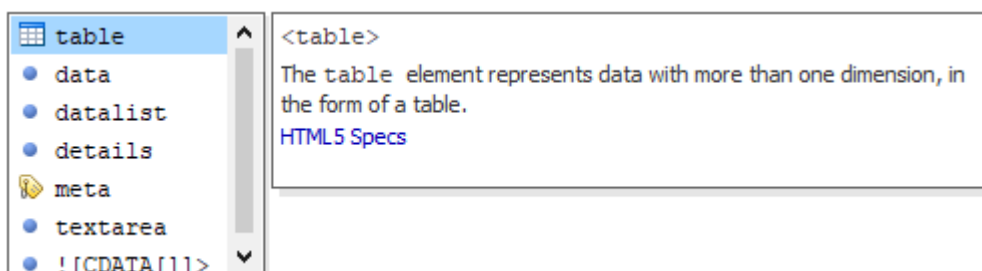 table
data
datalist
details
meta
textarea
![CDATA[]]>
<table>
The table element represents data with more than one dimension, in
the form of a table.
HTML5 Specs